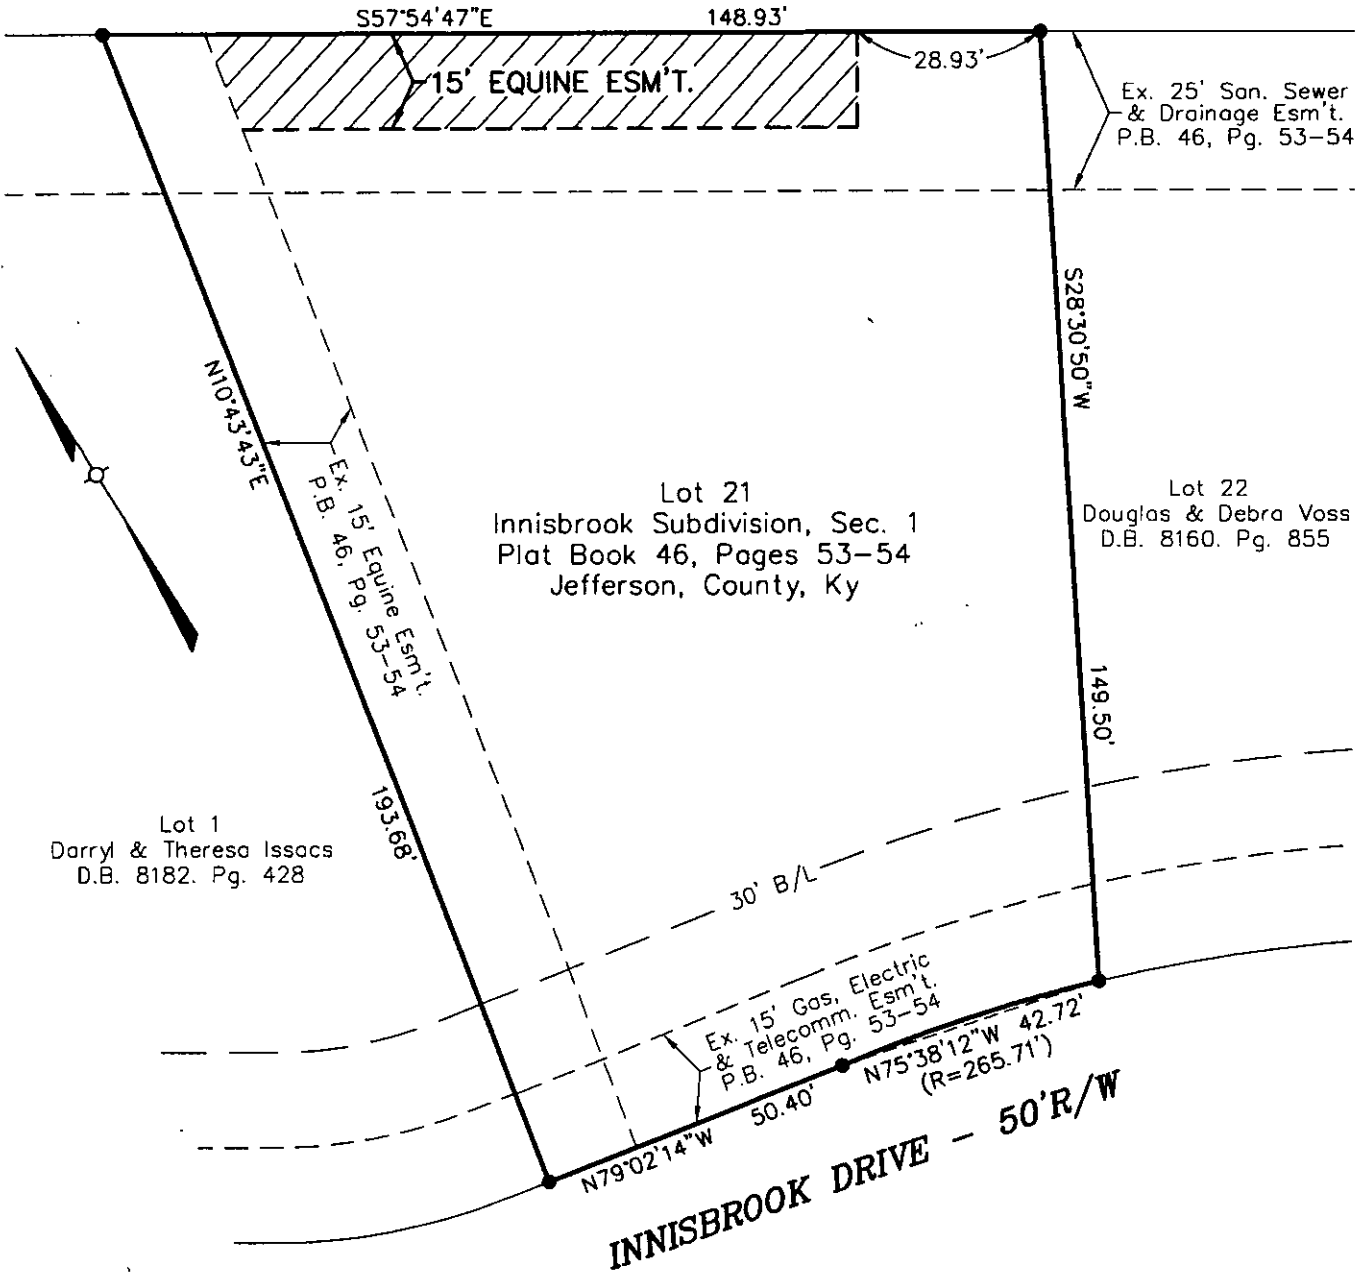 S57°54'47"E 148.93'
28.93'
15' EQUINE ESM'T.
Ex. 25' San. Sewer
& Drainage Esm't.
P.B. 46, Pg. 53-54
S28°30'50"W
149.50'
N10°43'43"E
193.68'
Ex. 15' Equine Esm't.
P.B. 46, Pg. 53-54
Lot 21
Innisbrook Subdivision, Sec. 1
Plat Book 46, Pages 53-54
Jefferson, County, Ky
Lot 22
Douglas & Debra Voss
D.B. 8160. Pg. 855
Lot 1
Darryl & Theresa Issacs
D.B. 8182. Pg. 428
30' B/L
Ex. 15' Gas, Electric
& Telecomm. Esm't.
P.B. 46, Pg. 53-54
N75°38'12"W 42.72'
(R=265.71')
N79°02'14"W 50.40'
INNISBROOK DRIVE - 50'R/W